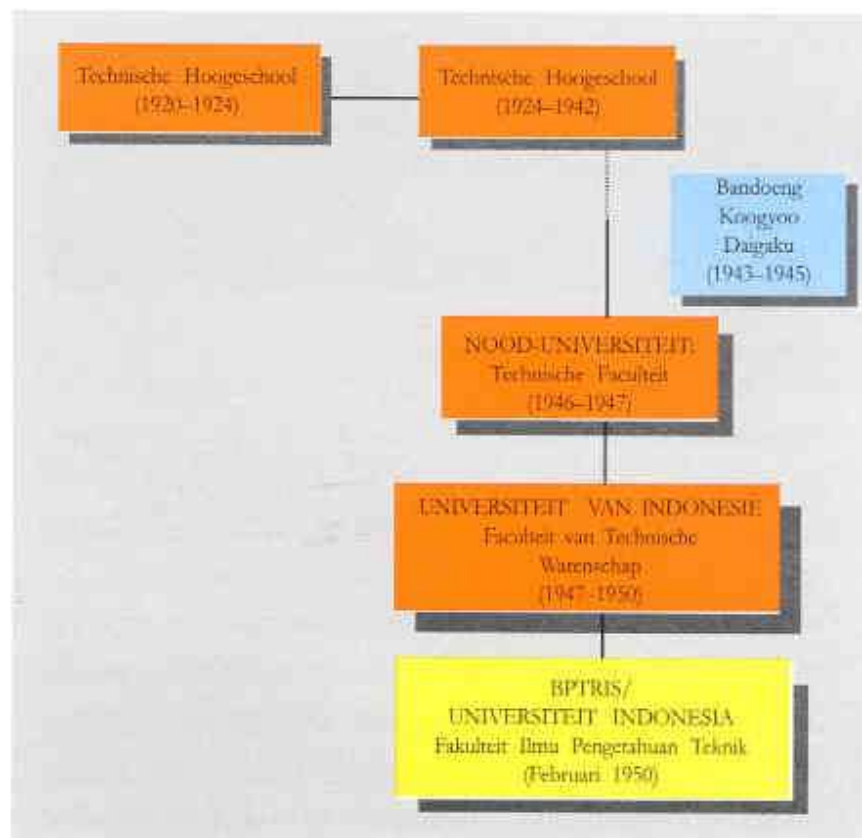 Technische Hoogeschool
(1920–1924)
Technische Hoogeschool
(1924–1942)
Bandoeng
Koogyoo
Daigaku
(1943–1945)
NOOD-UNIVERSITEIT:
Technische Faculteit
(1946–1947)
UNIVERSITEIT VAN INDONESIE
Faculteit van Technische
Warenschap
(1947–1950)
BPTRIS/
UNIVERSITEIT INDONESIA
Fakulteit Ilmu Pengetahuan Teknik
(Februari 1950)